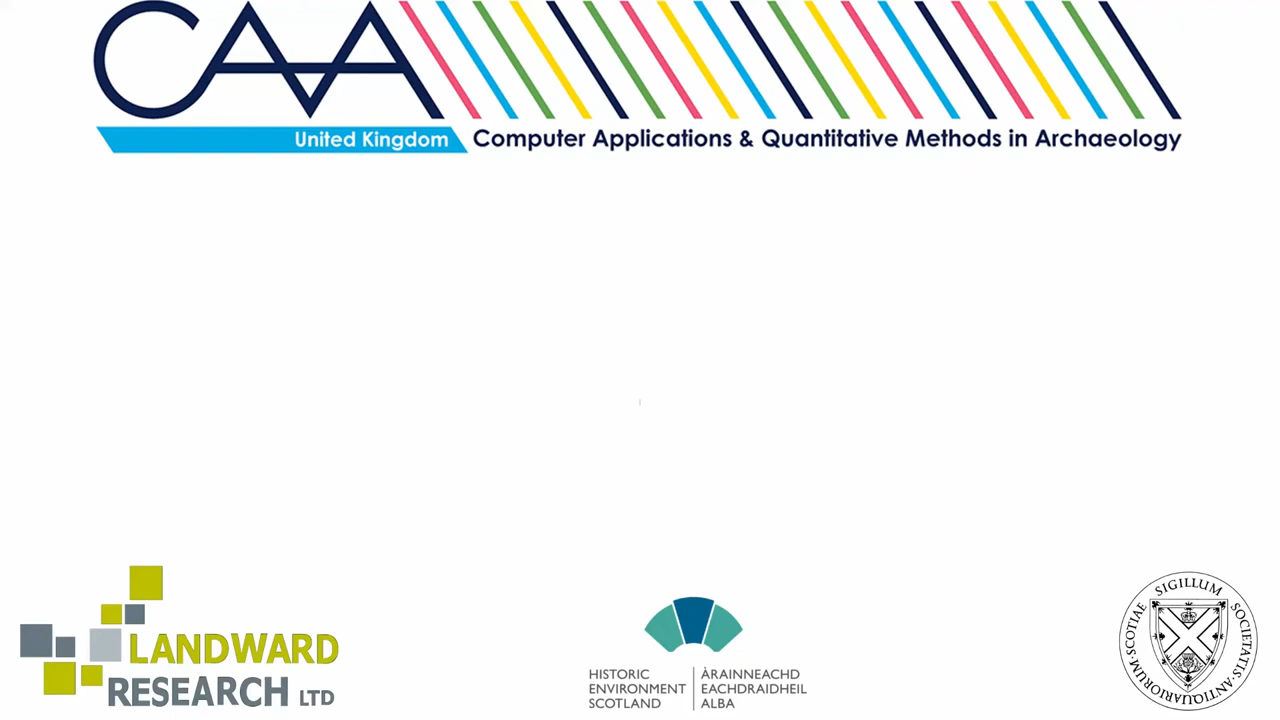 CAA
United Kingdom
Computer Applications & Quantitative Methods in Archaeology
LANDWARD
RESEARCH LTD
HISTORIC
ENVIRONMENT
SCOTLAND
ÀRAINNEACHD
EACHDRAIDHEIL
ALBA
SIGILLUM · SOCIETATIS · ANTIQUARIORUM · SCOTIAE